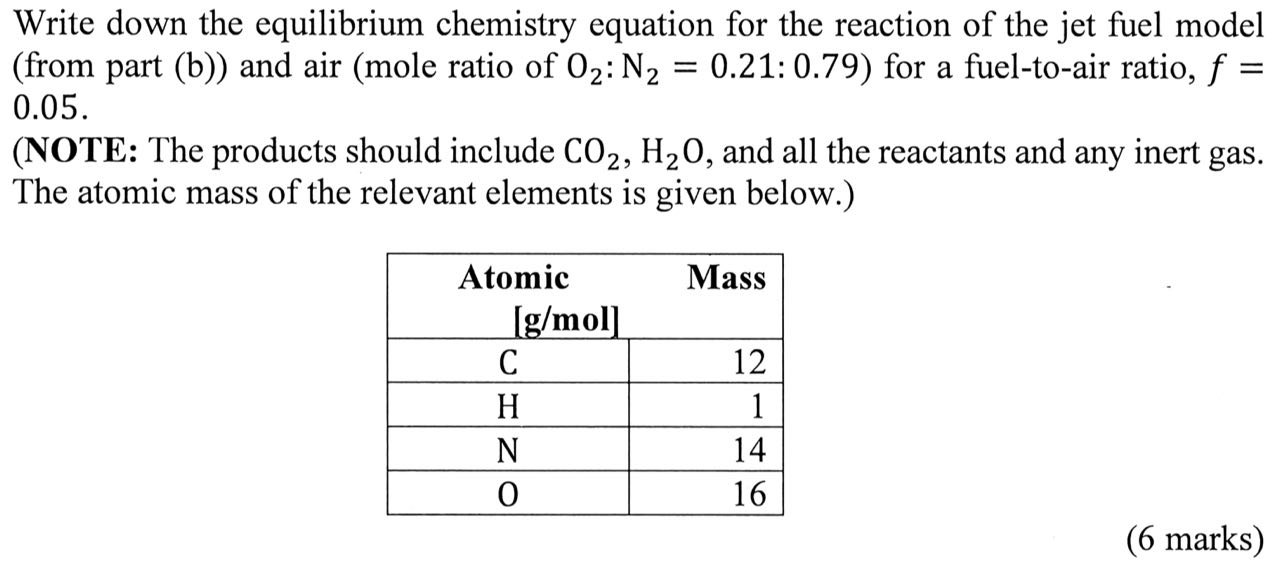 Write down the equilibrium chemistry equation for the reaction of the jet fuel model
(from part (b)) and air (mole ratio of O₂: N₂ = 0.21: 0.79) for a fuel-to-air ratio, f =
0.05.
(NOTE: The products should include CO₂, H₂O, and all the reactants and any inert gas.
The atomic mass of the relevant elements is given below.)
Atomic Mass
[g/mol]
C 12
H 1
N 14
O 16
(6 marks)